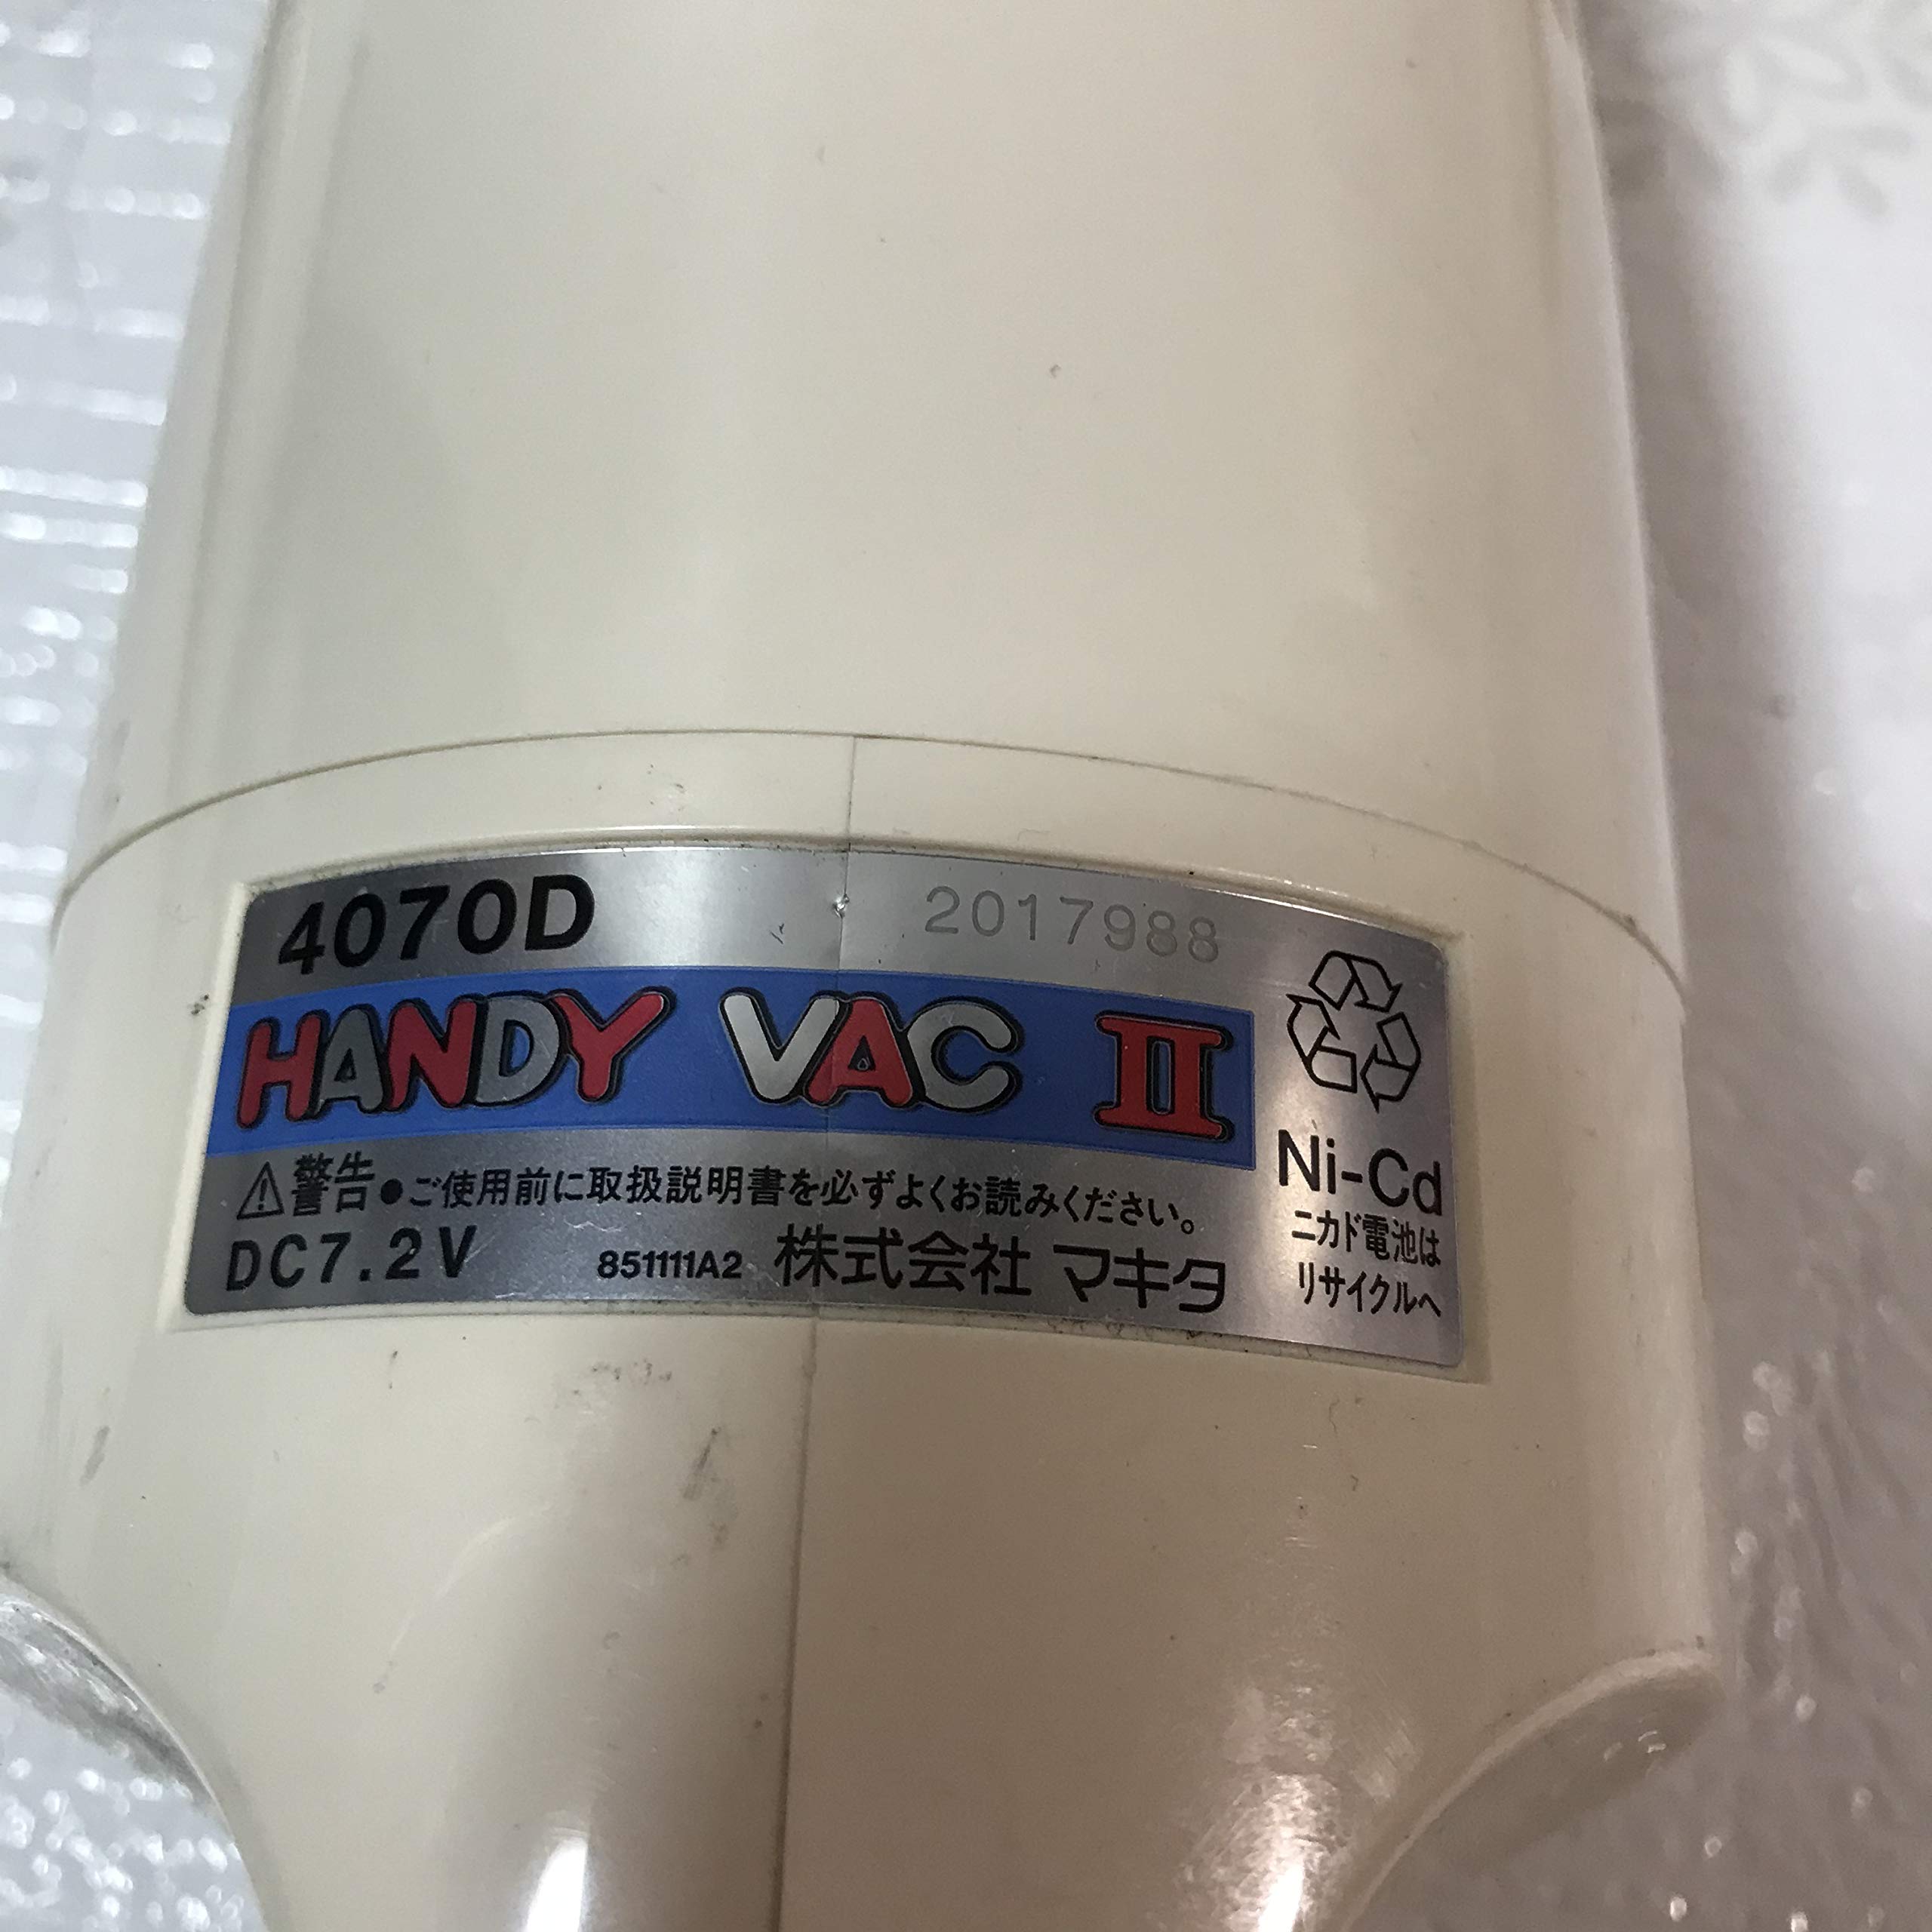 4070D 2017988
HANDY VAC II
⚠警告●ご使用前に取扱説明書を必ずよくお読みください。
DC7.2V 851111A2 株式会社 マキタ
Ni-Cd
ニカド電池は
リサイクルへ